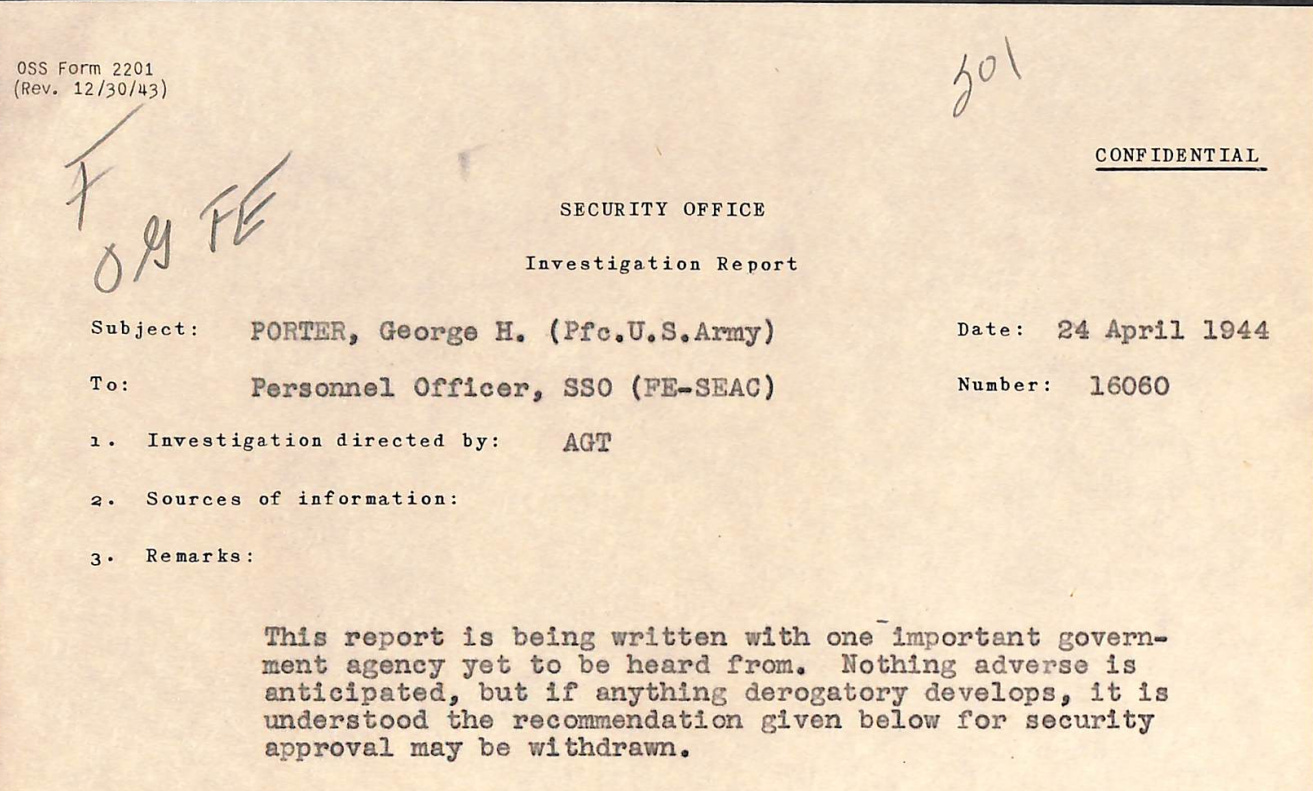 OSS Form 2201
(Rev. 12/30/43)
501
CONFIDENTIAL
F
OG FE
SECURITY OFFICE
Investigation Report
Subject: PORTER, George H. (Pfc.U.S.Army) Date: 24 April 1944
To: Personnel Officer, SSO (FE-SEAC) Number: 16060
1. Investigation directed by: AGT
2. Sources of information:
3. Remarks:
This report is being written with one important govern-
ment agency yet to be heard from. Nothing adverse is
anticipated, but if anything derogatory develops, it is
understood the recommendation given below for security
approval may be withdrawn.